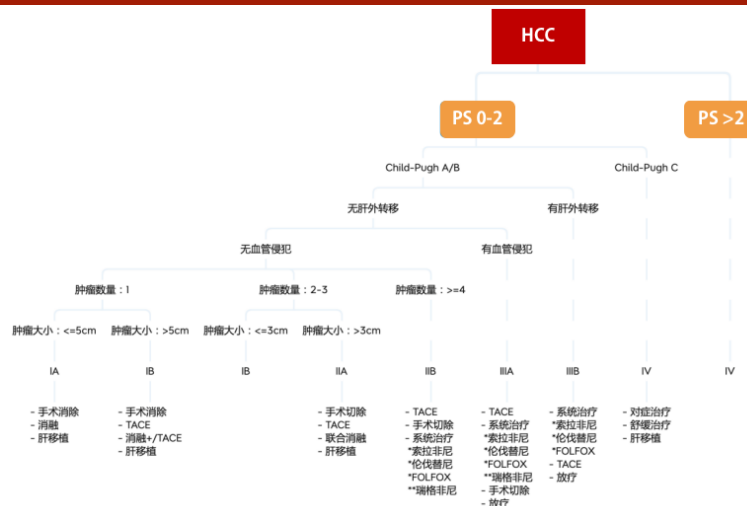 HCC
PS 0-2
PS >2
Child-Pugh A/B
Child-Pugh C
无肝外转移
有肝外转移
无血管侵犯
有血管侵犯
肿瘤数量：1
肿瘤数量：2-3
肿瘤数量：>=4
肿瘤大小：<=5cm
肿瘤大小：>5cm
肿瘤大小：<=3cm
肿瘤大小：>3cm
IA
IB
IB
IIA
IIB
IIIA
IIIB
IV
IV
- 手术消除
- 消融
- 肝移植
- 手术消除
- TACE
- 消融+/TACE
- 肝移植
- 手术切除
- TACE
- 联合消融
- 肝移植
- TACE
- 手术切除
- 系统治疗
*索拉非尼
*伦伐替尼
*FOLFOX
**瑞格非尼
- TACE
- 系统治疗
*索拉非尼
*伦伐替尼
*FOLFOX
**瑞格非尼
- 手术切除
- 放疗
- 系统治疗
*索拉非尼
*伦伐替尼
*FOLFOX
- TACE
- 放疗
- 对症治疗
- 舒缓治疗
- 肝移植